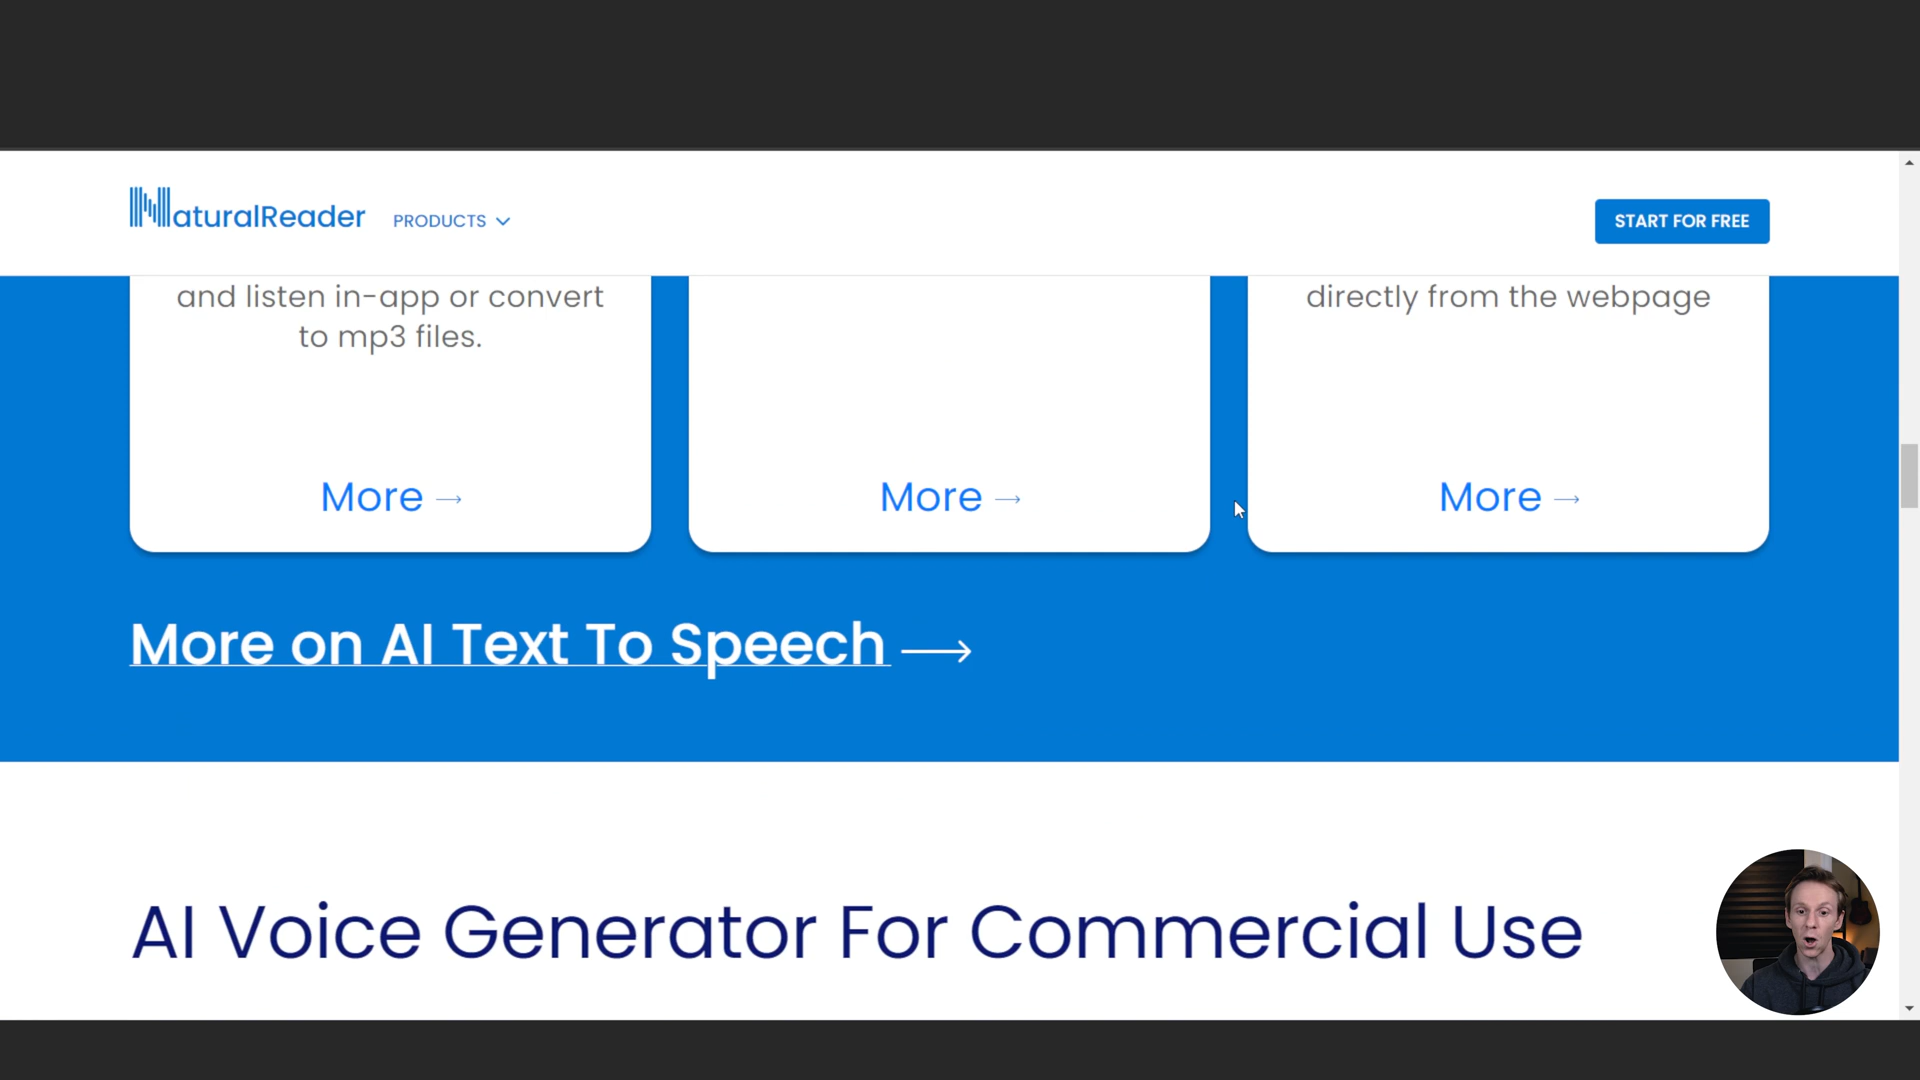 NaturalReader PRODUCTS START FOR FREE
and listen in-app or convert
to mp3 files.
directly from the webpage
More → More → More →
More on AI Text To Speech →
AI Voice Generator For Commercial Use